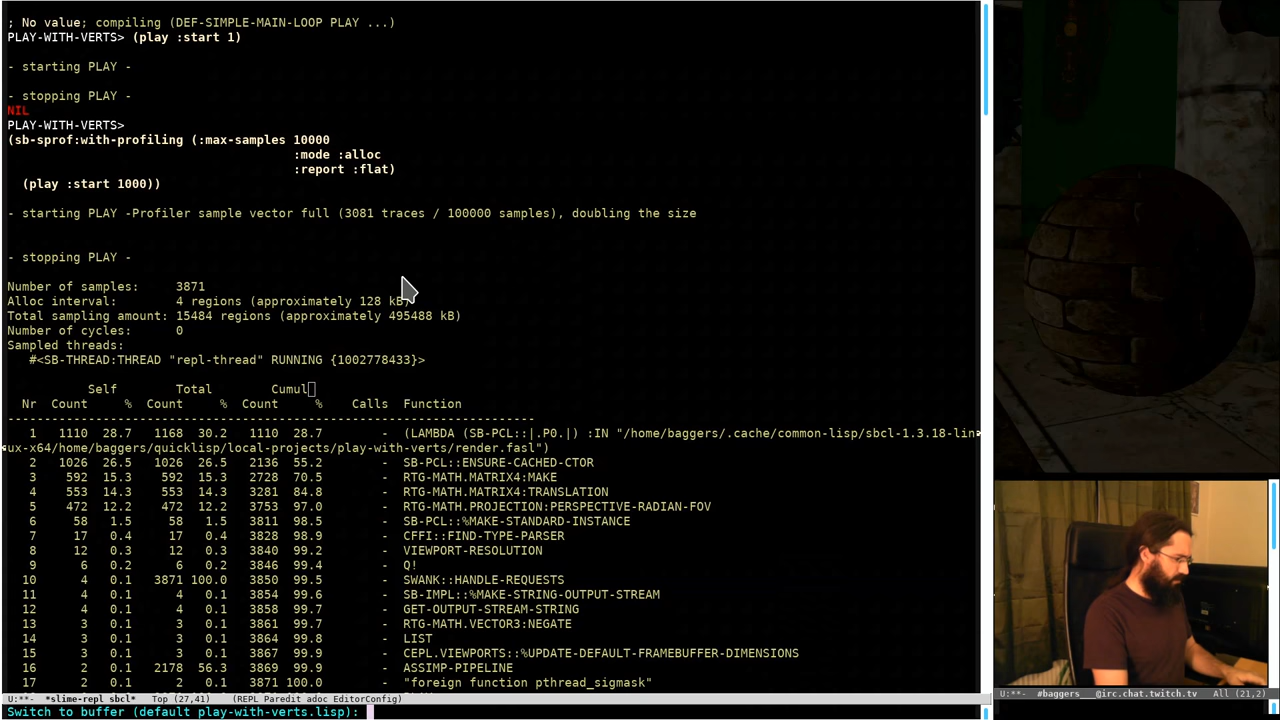 ; No value; compiling (DEF-SIMPLE-MAIN-LOOP PLAY ...)
PLAY-WITH-VERTS> (play :start 1)
- starting PLAY -
- stopping PLAY -
NIL
PLAY-WITH-VERTS>
(sb-sprof:with-profiling (:max-samples 10000
:mode :alloc
:report :flat)
(play :start 1000))
- starting PLAY -Profiler sample vector full (3081 traces / 100000 samples), doubling the size
- stopping PLAY -
Number of samples: 3871
Alloc interval: 4 regions (approximately 128 kB)
Total sampling amount: 15484 regions (approximately 495488 kB)
Number of cycles: 0
Sampled threads:
#<SB-THREAD:THREAD "repl-thread" RUNNING {1002778433}>
Self Total Cumul
Nr Count % Count % Count % Calls Function
------------------------------------------------------------------------
1 1110 28.7 1168 30.2 1110 28.7 - (LAMBDA (SB-PCL::|.P0.|) :IN "/home/baggers/.cache/common-lisp/sbcl-1.3.18-lin
ux-x64/home/baggers/quicklisp/local-projects/play-with-verts/render.fasl")
2 1026 26.5 1026 26.5 2136 55.2 - SB-PCL::ENSURE-CACHED-CTOR
3 592 15.3 592 15.3 2728 70.5 - RTG-MATH.MATRIX4:MAKE
4 553 14.3 553 14.3 3281 84.8 - RTG-MATH.MATRIX4:TRANSLATION
5 472 12.2 472 12.2 3753 97.0 - RTG-MATH.PROJECTION:PERSPECTIVE-RADIAN-FOV
6 58 1.5 58 1.5 3811 98.5 - SB-PCL::%MAKE-STANDARD-INSTANCE
7 17 0.4 17 0.4 3828 98.9 - CFFI::FIND-TYPE-PARSER
8 12 0.3 12 0.3 3840 99.2 - VIEWPORT-RESOLUTION
9 6 0.2 6 0.2 3846 99.4 - Q!
10 4 0.1 3871 100.0 3850 99.5 - SWANK::HANDLE-REQUESTS
11 4 0.1 4 0.1 3854 99.6 - SB-IMPL::%MAKE-STRING-OUTPUT-STREAM
12 4 0.1 4 0.1 3858 99.7 - GET-OUTPUT-STREAM-STRING
13 3 0.1 3 0.1 3861 99.7 - RTG-MATH.VECTOR3:NEGATE
14 3 0.1 3 0.1 3864 99.8 - LIST
15 3 0.1 3 0.1 3867 99.9 - CEPL.VIEWPORTS::%UPDATE-DEFAULT-FRAMEBUFFER-DIMENSIONS
16 2 0.1 2178 56.3 3869 99.9 - ASSIMP-PIPELINE
17 2 0.1 2 0.1 3871 100.0 - "foreign function pthread_sigmask"
U:**- *slime-repl sbcl* Top (27,41) (REPL Paredit adoc EditorConfig)
U:**- #baggers___@irc.chat.twitch.tv All (21,2)
Switch to buffer (default play-with-verts.lisp):